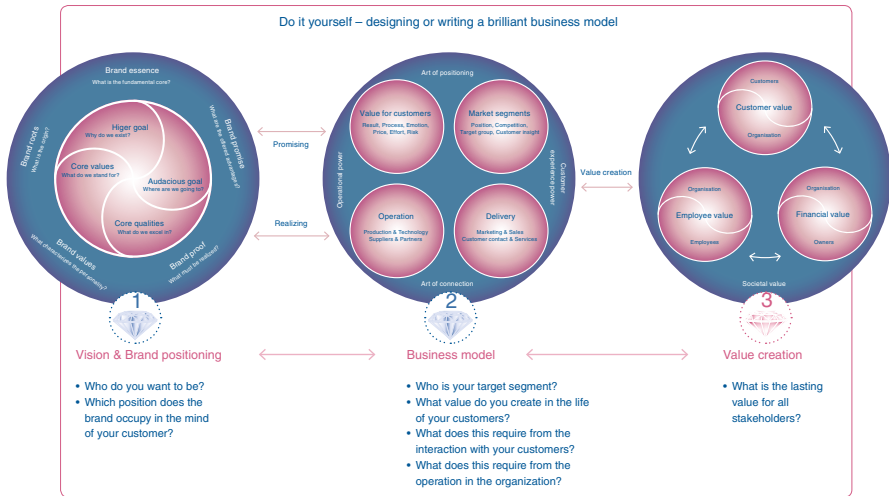 Do it yourself – designing or writing a brilliant business model
Brand essence
What is the fundamental core?
Brand roots
What is the origin?
Brand promise
What are the offered advantages?
Higer goal
Why do we exist?
Core values
What do we stand for?
Audacious goal
Where are we going to?
Core qualities
What do we excel in?
Brand values
What characterises the personality?
Brand proof
What must be realized?
Promising
Realizing
Art of positioning
Operational power
Customer
experience power
Value for customers
Result, Process, Emotion,
Price, Effort, Risk
Market segments
Position, Competition,
Target group, Customer insight
Operation
Production & Technology
Suppliers & Partners
Delivery
Marketing & Sales
Customer contact & Services
Art of connection
Value creation
Customers
Customer value
Organisation
Organisation
Employee value
Employees
Organisation
Financial value
Owners
Societal value
1
2
3
Vision & Brand positioning
Business model
Value creation
• Who do you want to be?
• Which position does the
brand occupy in the mind
of your customer?
• Who is your target segment?
• What value do you create in the life
of your customers?
• What does this require from the
interaction with your customers?
• What does this require from the
operation in the organization?
• What is the lasting
value for all
stakeholders?